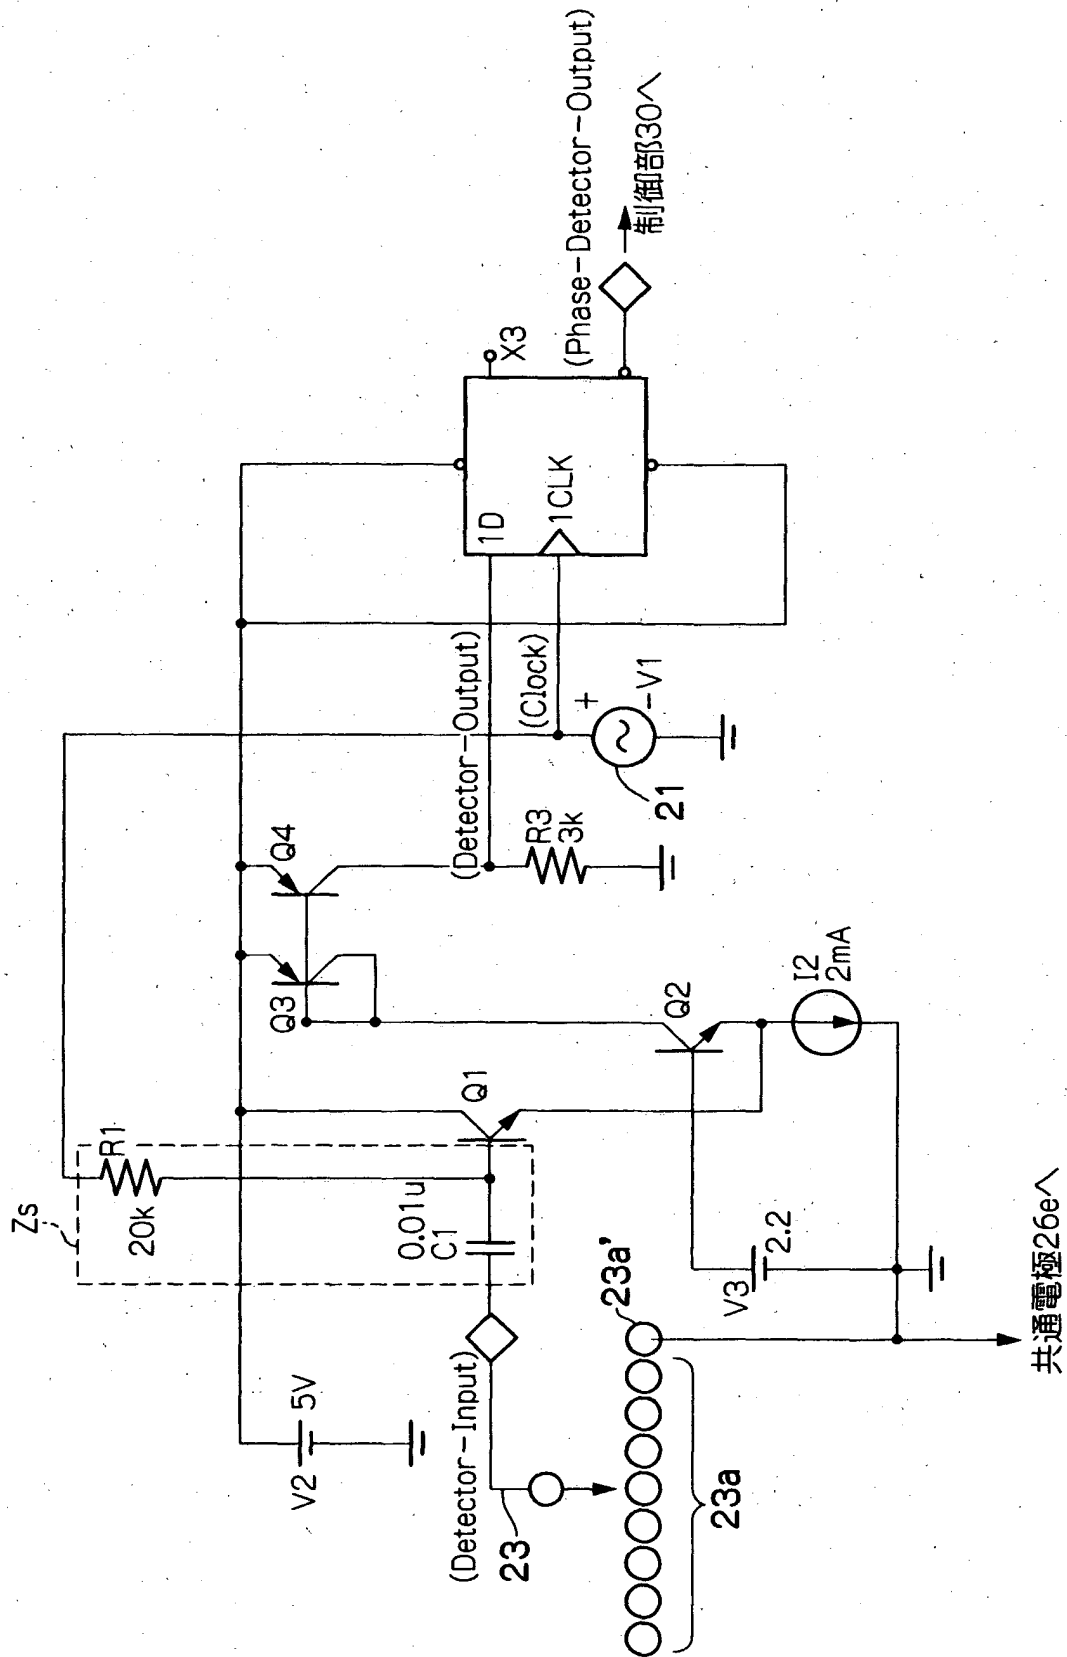 Zs
R1
20k
0.01u
C1
Q1
Q3
Q4
V2
5V
(Detector-Input)
23
23a
23a'
V3
2.2
Q2
I2
2mA
共通電極26eへ
(Detector-Output)
R3
3k
(Clock)
+
-V1
21
1D
1CLK
X3
(Phase-Detector-Output)
制御部30へ